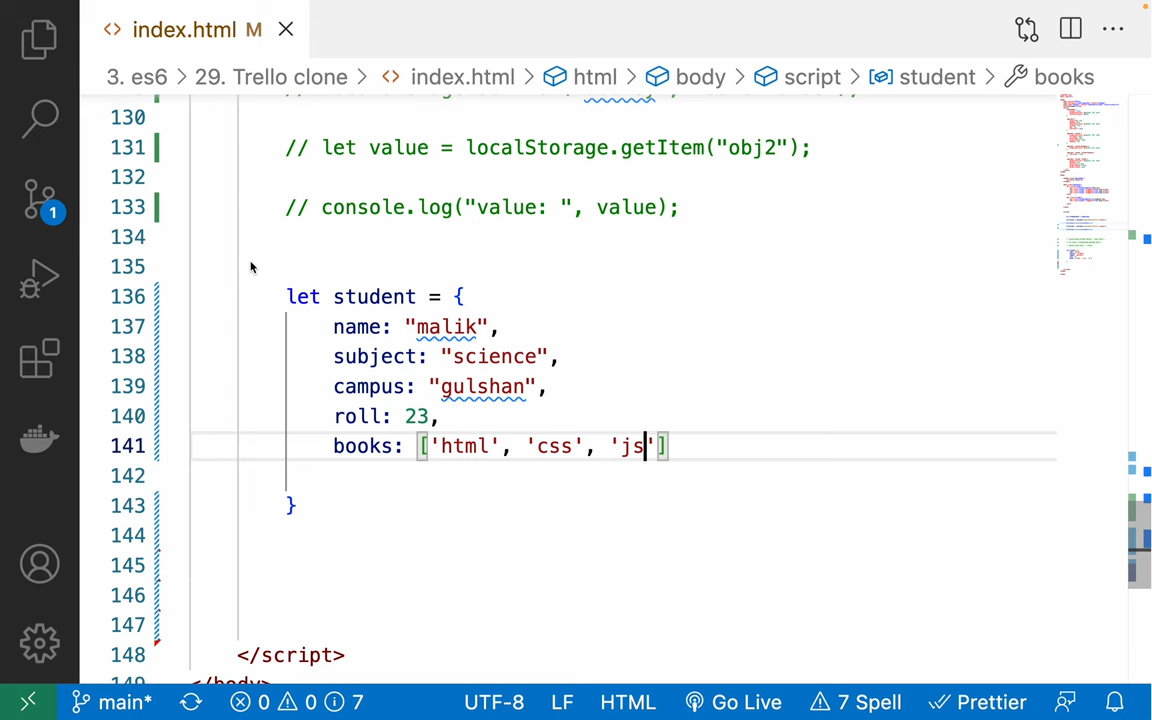 index.html M
3. es6 > 29. Trello clone > index.html > html > body > script > student > books
130
131 // let value = localStorage.getItem("obj2");
132
133 // console.log("value: ", value);
134
135
136 let student = {
137 name: "malik",
138 subject: "science",
139 campus: "gulshan",
140 roll: 23,
141 books: ['html', 'css', 'js']
142
143 }
144
145
146
147
148 </script>
149 </body>
1
main* 0 0 7 UTF-8 LF HTML Go Live 7 Spell Prettier